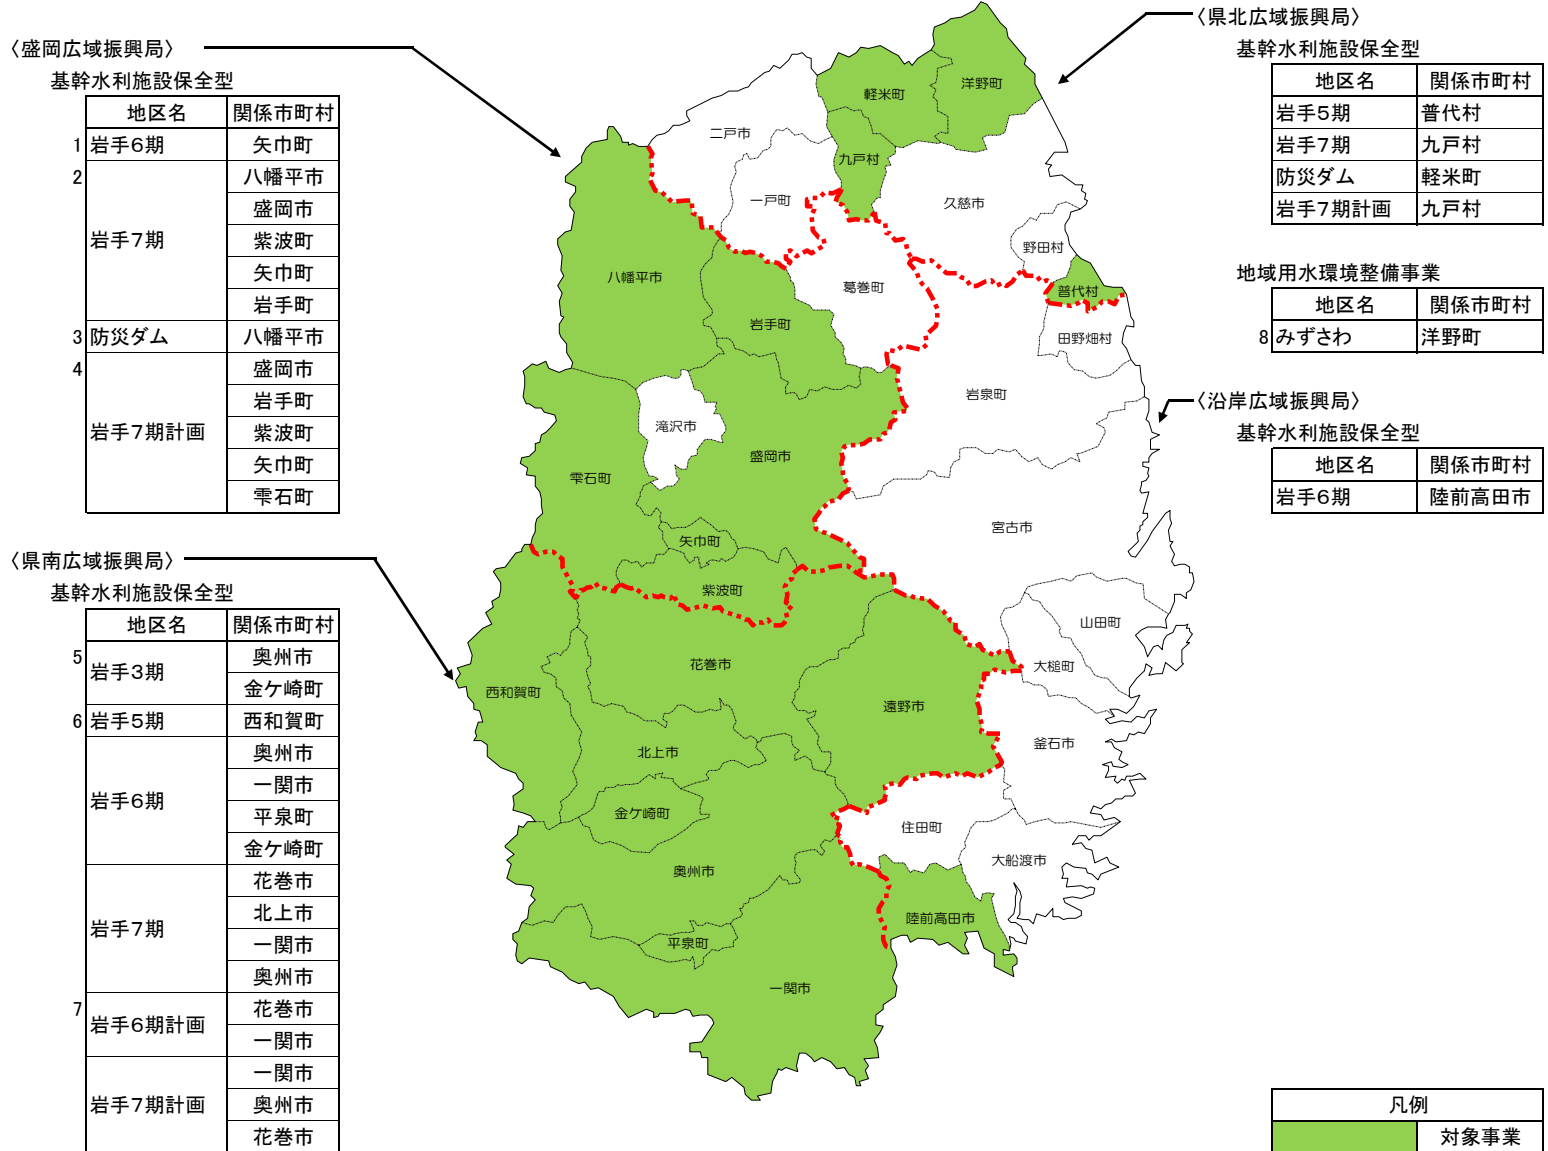 〈盛岡広域振興局〉
基幹水利施設保全型
地区名 関係市町村
1 岩手6期 矢巾町
2 岩手7期 八幡平市
盛岡市
紫波町
矢巾町
岩手町
3 防災ダム 八幡平市
4 岩手7期計画 盛岡市
岩手町
紫波町
矢巾町
雫石町
〈県南広域振興局〉
基幹水利施設保全型
地区名 関係市町村
5 岩手3期 奥州市
金ケ崎町
6 岩手5期 西和賀町
岩手6期 奥州市
一関市
平泉町
金ケ崎町
岩手7期 花巻市
北上市
一関市
奥州市
7 岩手6期計画 花巻市
一関市
岩手7期計画 一関市
奥州市
花巻市
〈県北広域振興局〉
基幹水利施設保全型
地区名 関係市町村
岩手5期 普代村
岩手7期 九戸村
防災ダム 軽米町
岩手7期計画 九戸村
地域用水環境整備事業
地区名 関係市町村
8 みずさわ 洋野町
〈沿岸広域振興局〉
基幹水利施設保全型
地区名 関係市町村
岩手6期 陸前高田市
洋野町
軽米町
二戸市
九戸村
一戸町
久慈市
野田村
八幡平市
葛巻町
普代村
岩手町
田野畑村
岩泉町
滝沢市
盛岡市
雫石町
宮古市
矢巾町
紫波町
山田町
大槌町
花巻市
西和賀町
遠野市
釜石市
北上市
金ケ崎町
住田町
大船渡市
奥州市
陸前高田市
平泉町
一関市
凡例
対象事業